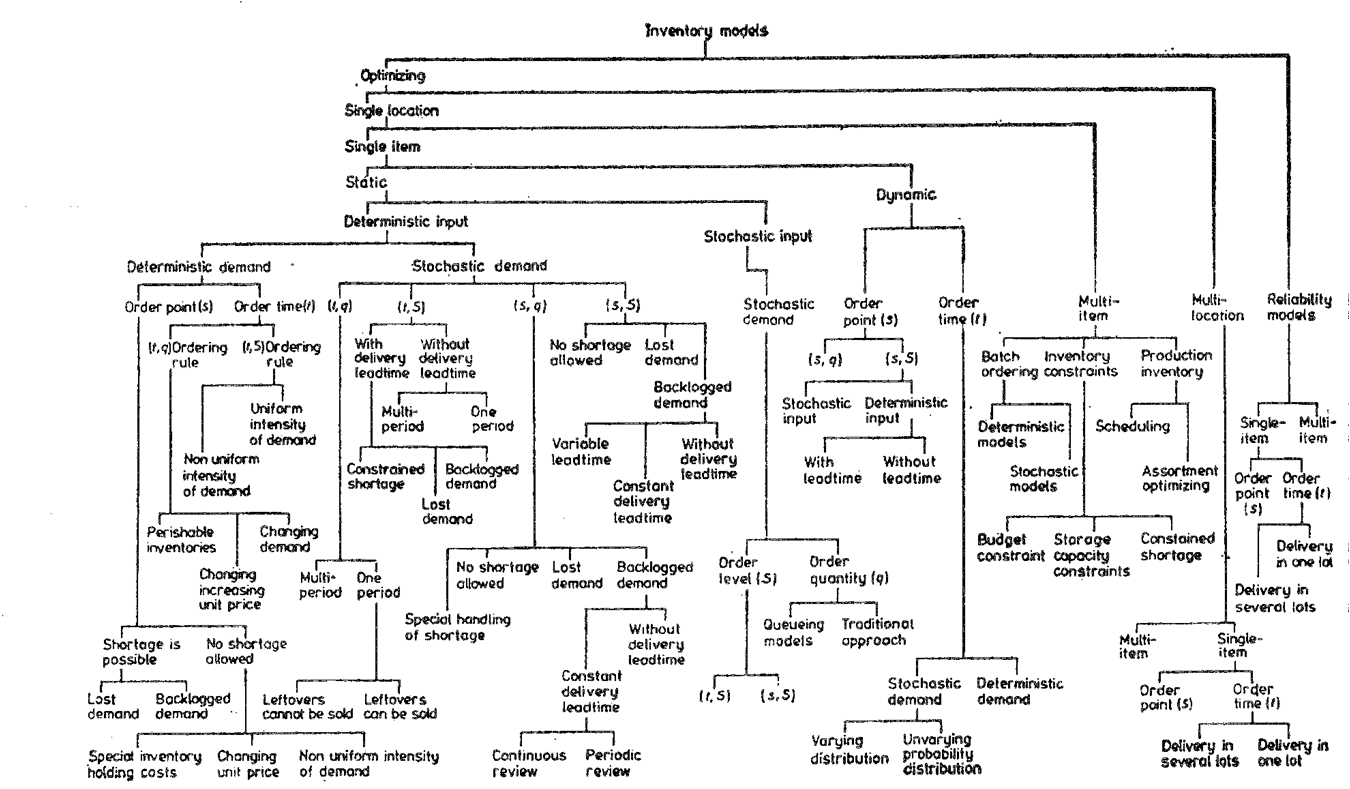 Inventory models
Optimizing
Single location
Single item
Static
Dynamic
Deterministic input
Stochastic input
Deterministic demand
Stochastic demand
Order point (s)
Order time (t)
(t,q)
(t,S)
(s,q)
(s,S)
Stochastic
demand
Order
point (s)
Order
time (t)
Multi-
item
Multi-
location
Reliability
models
(t,q) Ordering
rule
(t,S) Ordering
rule
With
delivery
leadtime
Without
delivery
leadtime
No shortage
allowed
Lost
demand
Backlogged
demand
(s,q)
(s,S)
Batch
ordering
Inventory
constraints
Production
inventory
Uniform
intensity
of demand
Non uniform
intensity
of demand
Multi-
period
One
period
Stochastic
input
Deterministic
input
Deterministic
models
Stochastic
models
Scheduling
Assortment
optimizing
Single-
item
Multi-
item
Constrained
shortage
Lost
demand
Backlogged
demand
Variable
leadtime
Constant
delivery
leadtime
Without
delivery
leadtime
With
leadtime
Without
leadtime
Order
point
(s)
Order
time (t)
Perishable
inventories
Changing
increasing
unit price
Changing
demand
Multi-
period
One
period
No shortage
allowed
Lost
demand
Backlogged
demand
Order
level (S)
Order
quantity (q)
Budget
constraint
Storage
capacity
constraints
Constained
shortage
Delivery
in one lot
Delivery in
several lots
Special handling
of shortage
Without
delivery
leadtime
Queueing
models
Traditional
approach
Shortage is
possible
No shortage
allowed
Multi-
item
Single-
item
Lost
demand
Backlogged
demand
Leftovers
cannot be sold
Leftovers
can be sold
Constant
delivery
leadtime
(t,S)
(s,S)
Stochastic
demand
Deterministic
demand
Order
point (s)
Order
time (t)
Special inventory
holding costs
Changing
unit price
Non uniform intensity
of demand
Continuous
review
Periodic
review
Varying
distribution
Unvarying
probability
distribution
Delivery in
several lots
Delivery in
one lot